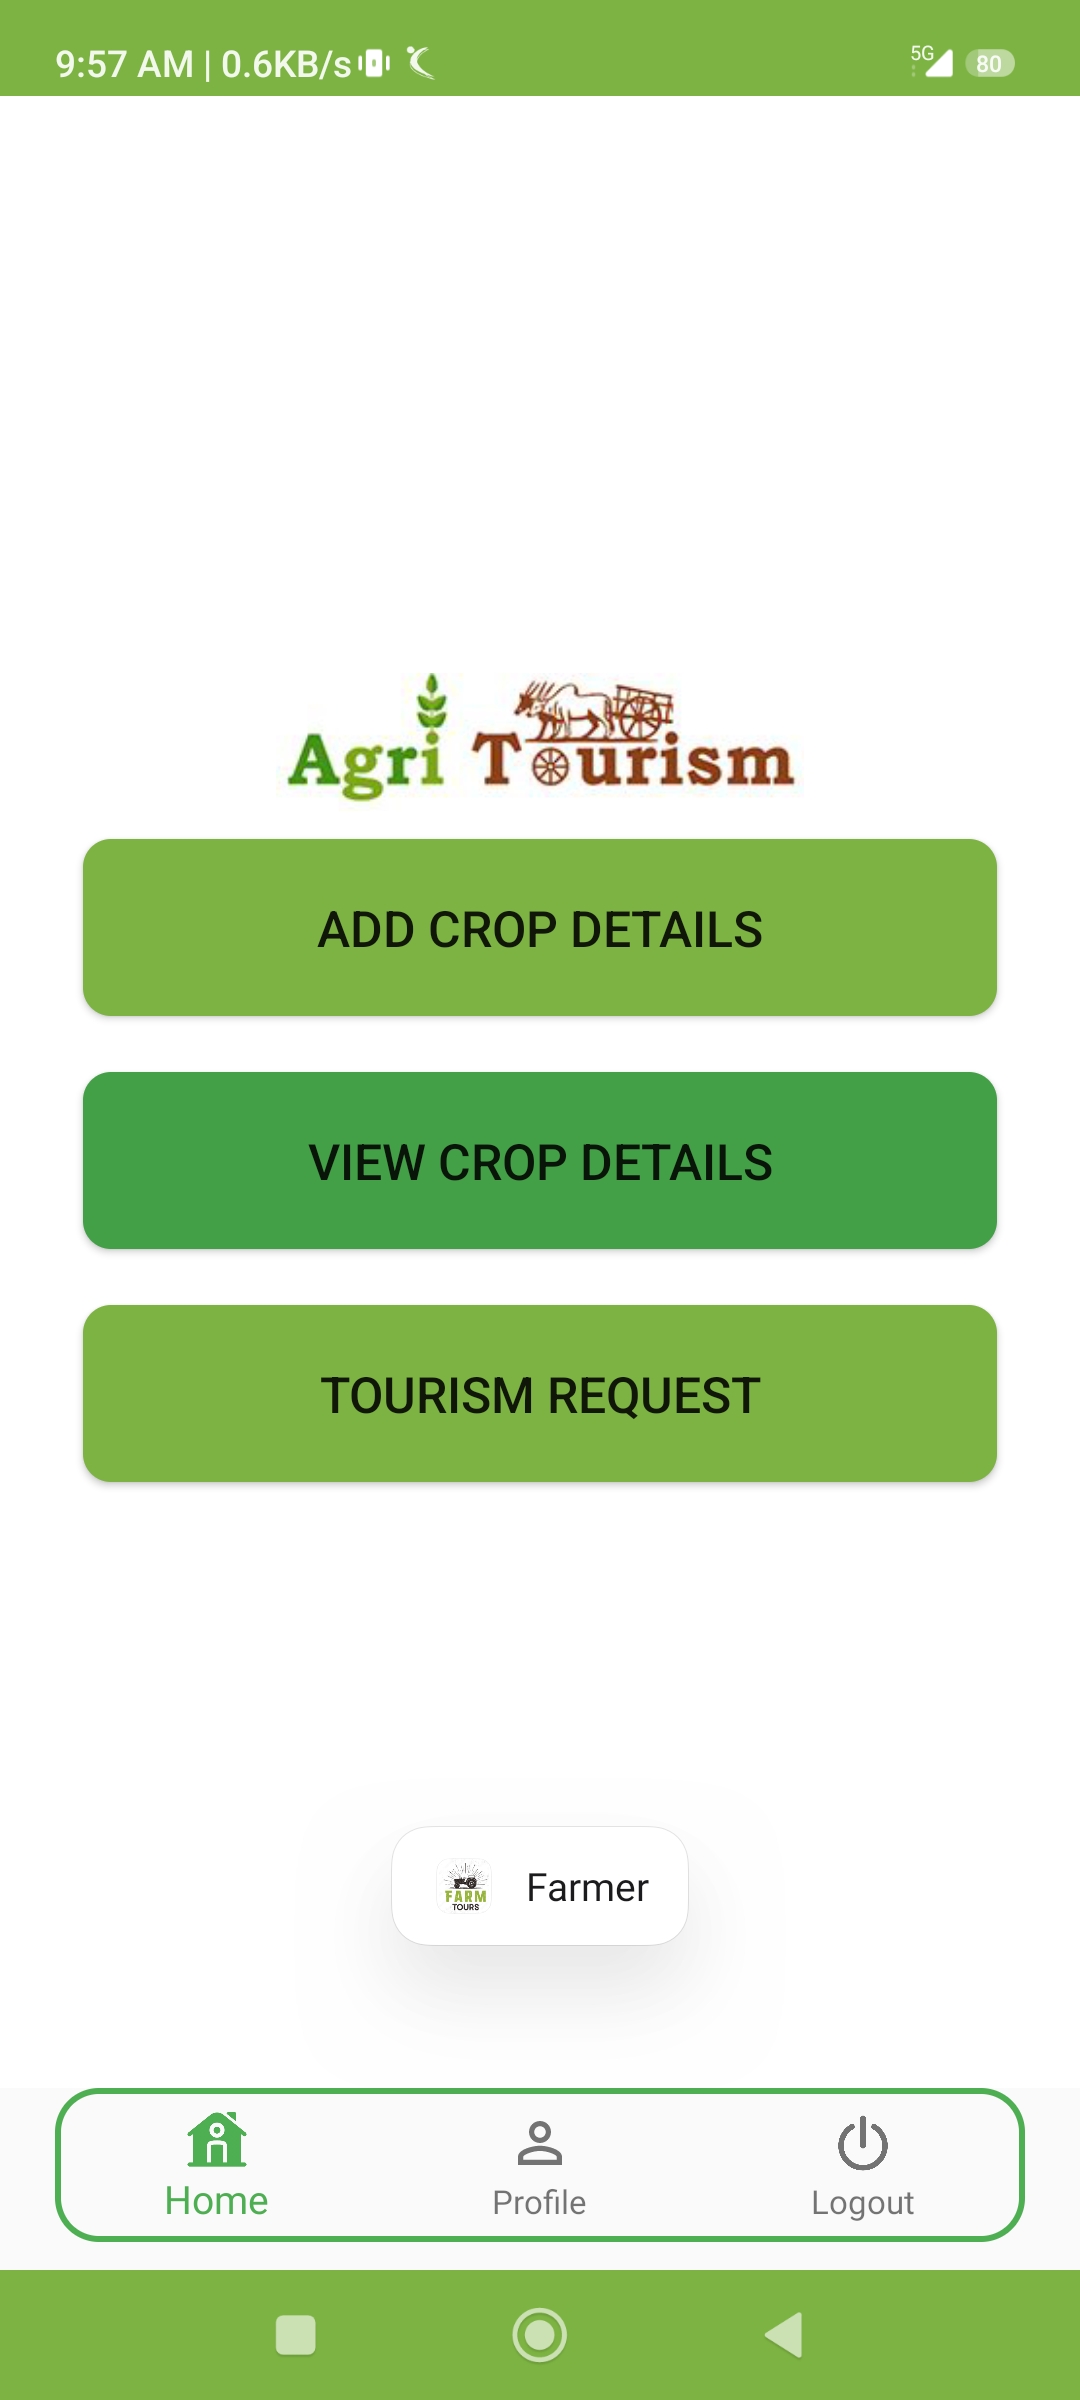 9:57 AM | 0.6KB/s
5G
80
Agri Tourism
ADD CROP DETAILS
VIEW CROP DETAILS
TOURISM REQUEST
FARM
TOURS
Farmer
Home
Profile
Logout